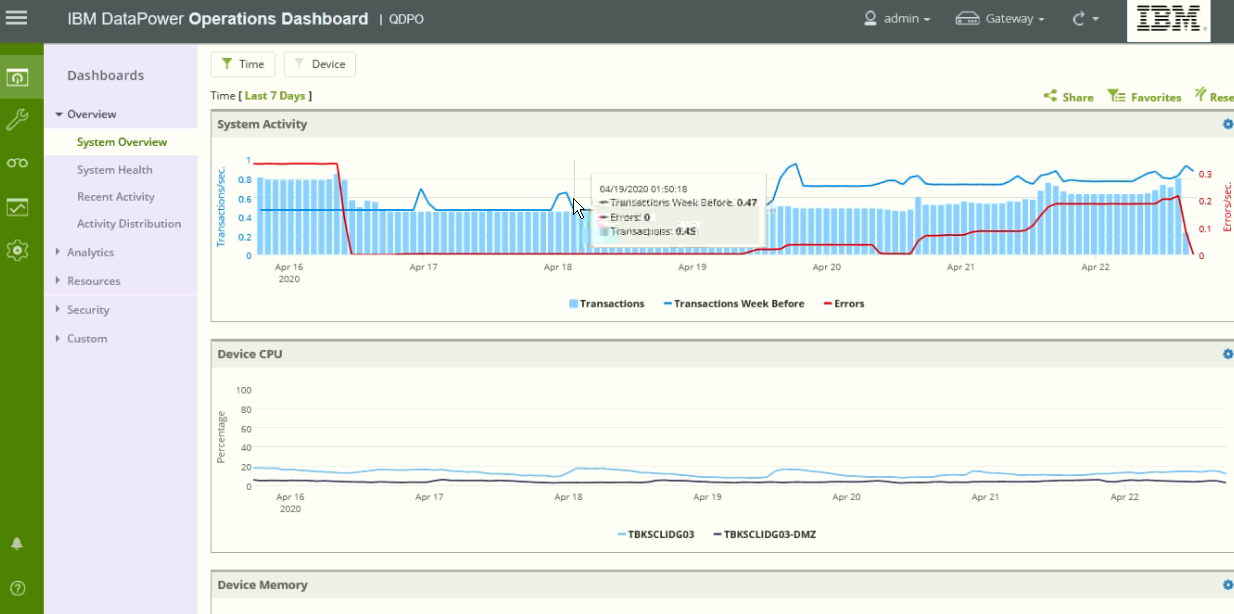 IBM DataPower Operations Dashboard | QDPO
admin
Gateway
IBM
Dashboards
Overview
System Overview
System Health
Recent Activity
Activity Distribution
Analytics
Resources
Security
Custom
Time
Device
Time [ Last 7 Days ]
Share
Favorites
Rese
System Activity
Transactions/sec.
1
0.8
0.6
0.4
0.2
0
04/19/2020 01:50:18
Transactions Week Before: 0.47
Errors: 0
Transactions: 0.45
0.3
0.2
0.1
0
Errors/sec.
Apr 16 Apr 17 Apr 18 Apr 19 Apr 20 Apr 21 Apr 22
2020
Transactions Transactions Week Before Errors
Device CPU
Percentage
100
80
60
40
20
0
Apr 16 Apr 17 Apr 18 Apr 19 Apr 20 Apr 21 Apr 22
2020
TBKSCLIDG03 TBKSCLIDG03-DMZ
Device Memory